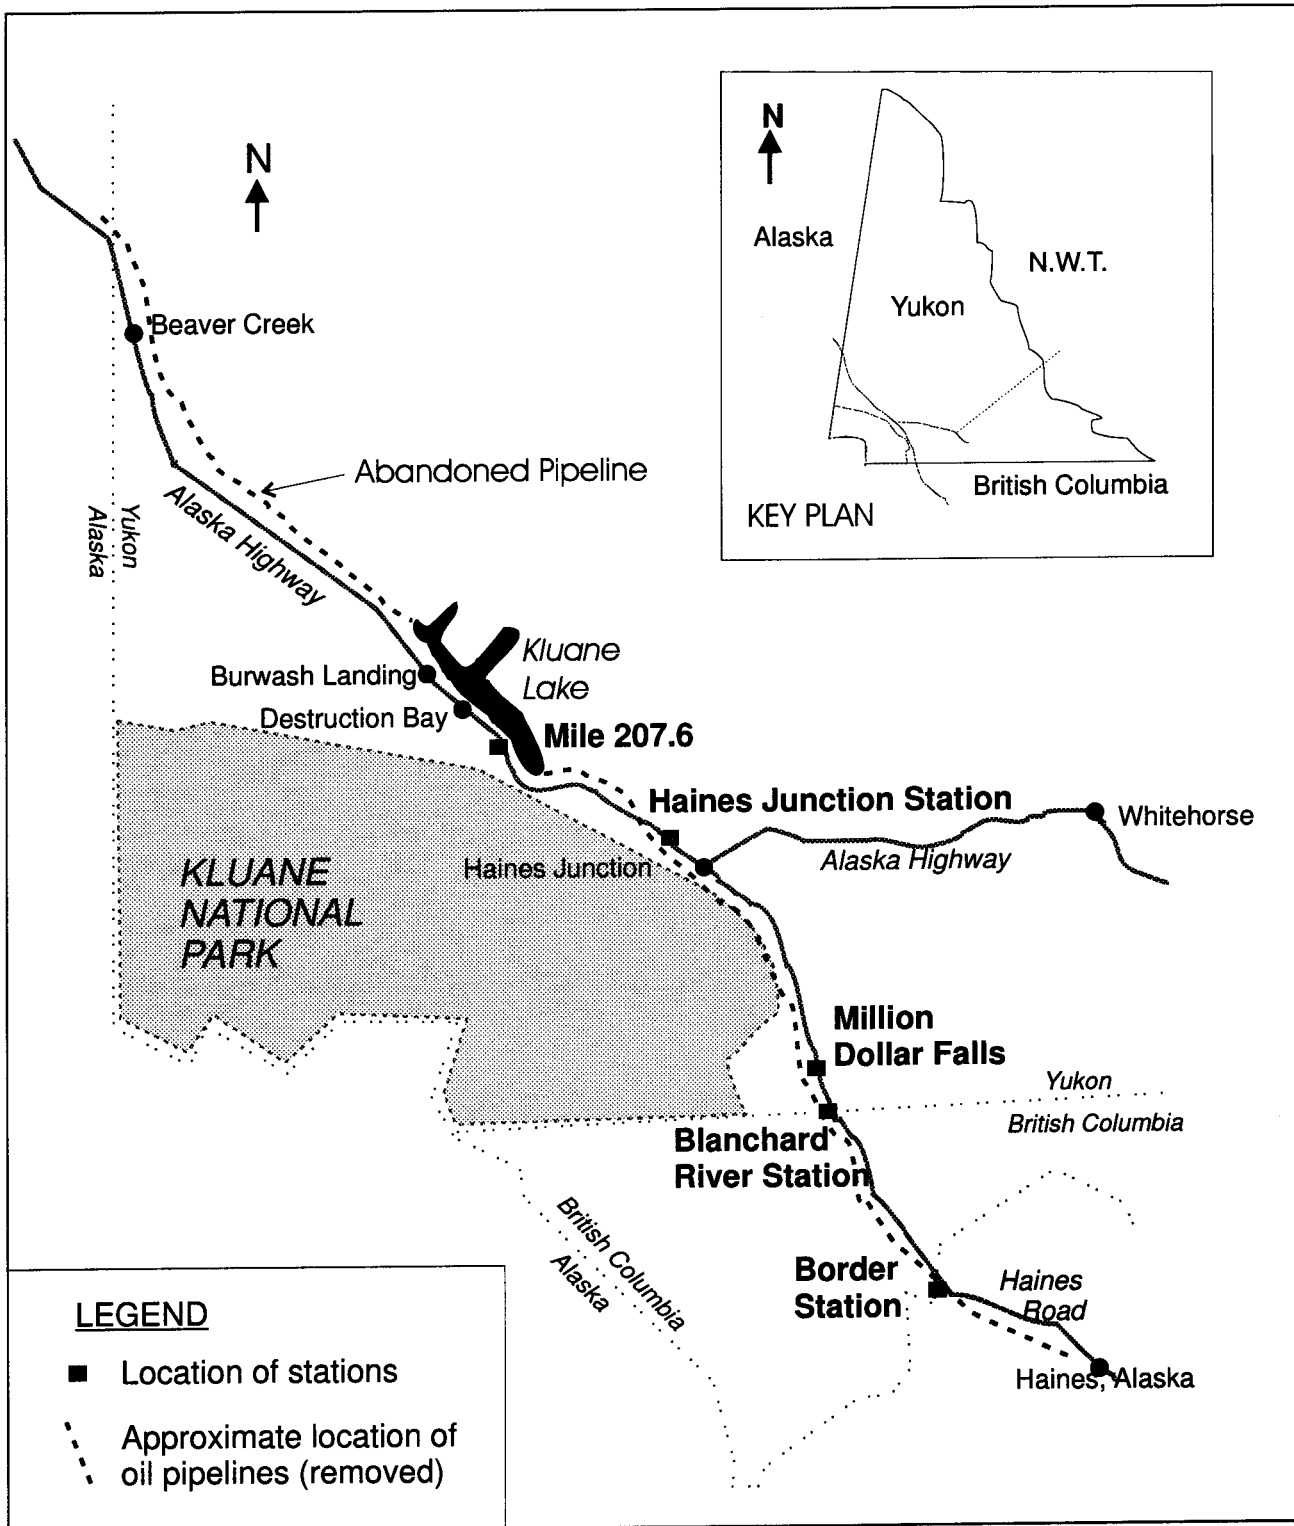 N
N
Alaska
N.W.T.
Yukon
British Columbia
KEY PLAN
Beaver Creek
Abandoned Pipeline
Alaska Highway
Yukon
Alaska
Kluane
Lake
Burwash Landing
Destruction Bay
Mile 207.6
Haines Junction Station
Whitehorse
Alaska Highway
Haines Junction
KLUANE
NATIONAL
PARK
Million
Dollar Falls
Yukon
British Columbia
Blanchard
River Station
British Columbia
Alaska
Border
Station
Haines
Road
Haines, Alaska
LEGEND
Location of stations
Approximate location of
oil pipelines (removed)